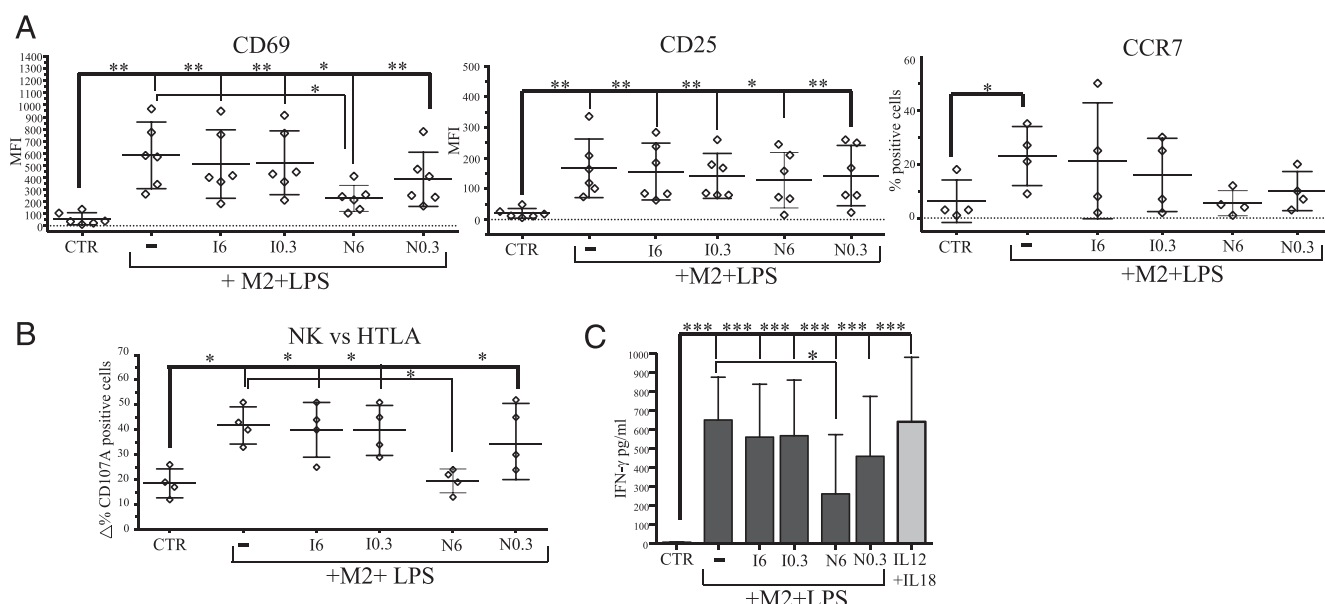 A
CD69
MFI
1400
1300
1200
1100
1000
900
800
700
600
500
400
300
200
100
0
** ** ** * **
*
CTR - I6 I0.3 N6 N0.3
+ M2+LPS
CD25
MFI
500
400
300
200
100
0
** ** ** * **
CTR - I6 I0.3 N6 N0.3
+M2+LPS
CCR7
% positive cells
60
40
20
0
*
CTR - I6 I0.3 N6 N0.3
+M2+LPS
B
NK vs HTLA
△% CD107A positive cells
70
60
50
40
30
20
10
0
* * * *
*
CTR - I6 I0.3 N6 N0.3
+M2+ LPS
C
IFN-γ pg/ml
*** *** *** *** *** ***
*
1000
900
800
700
600
500
400
300
200
100
0
CTR - I6 I0.3 N6 N0.3 IL12
+IL18
+M2+LPS